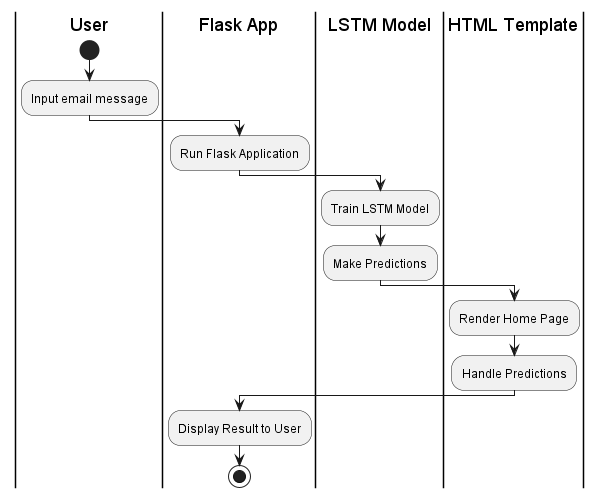 User
Flask App
LSTM Model
HTML Template
Input email message
Run Flask Application
Train LSTM Model
Make Predictions
Render Home Page
Handle Predictions
Display Result to User